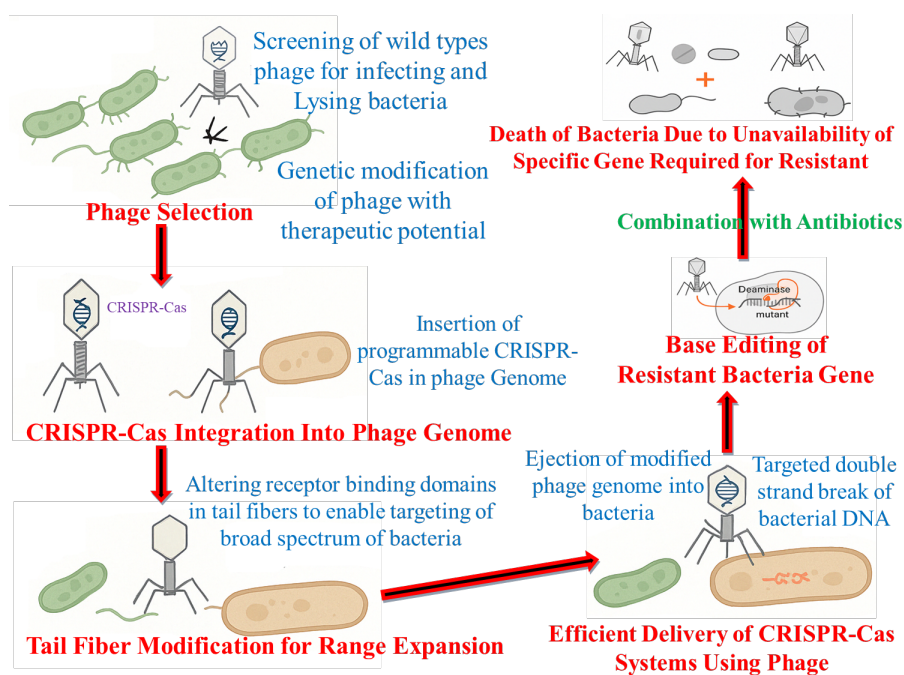 Screening of wild types
phage for infecting and
Lysing bacteria
Genetic modification
of phage with
therapeutic potential
Phage Selection
CRISPR-Cas
Insertion of
programmable CRISPR-
Cas in phage Genome
CRISPR-Cas Integration Into Phage Genome
Altering receptor binding domains
in tail fibers to enable targeting of
broad spectrum of bacteria
Tail Fiber Modification for Range Expansion
Ejection of modified
phage genome into
bacteria
Targeted double
strand break of
bacterial DNA
Efficient Delivery of CRISPR-Cas
Systems Using Phage
Deaminase
mutant
Base Editing of
Resistant Bacteria Gene
Combination with Antibiotics
+
Death of Bacteria Due to Unavailability of
Specific Gene Required for Resistant